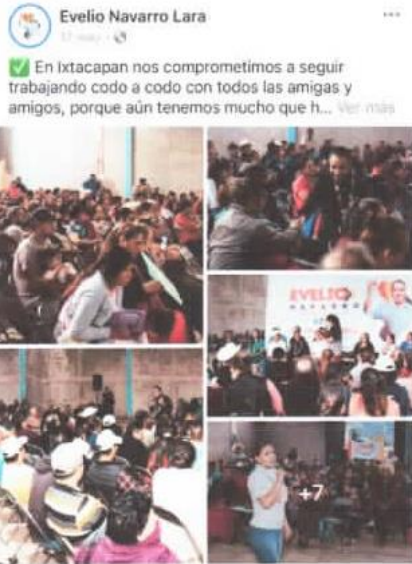 Evelio Navarro Lara
✅ En Ixtacapan nos comprometimos a seguir
trabajando codo a codo con todos las amigas y
amigos, porque aún tenemos mucho que h... Ver más
EVELIO
NAVARRO
+7